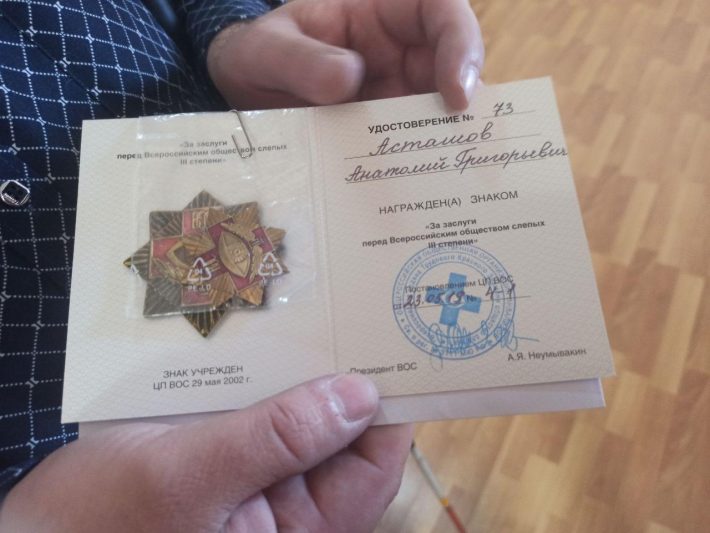 «За заслуги
перед Всероссийским обществом слепых
III степени»
ЗНАК УЧРЕЖДЕН
ЦП ВОС 29 мая 2002 г.
УДОСТОВЕРЕНИЕ № 73
Асташов
Анатолий Григорьевич
НАГРАЖДЕН(А) ЗНАКОМ
«За заслуги
перед Всероссийским обществом слепых
III степени»
Постановлением ЦП ВОС
№
Президент ВОС
А.Я. Неумывакин